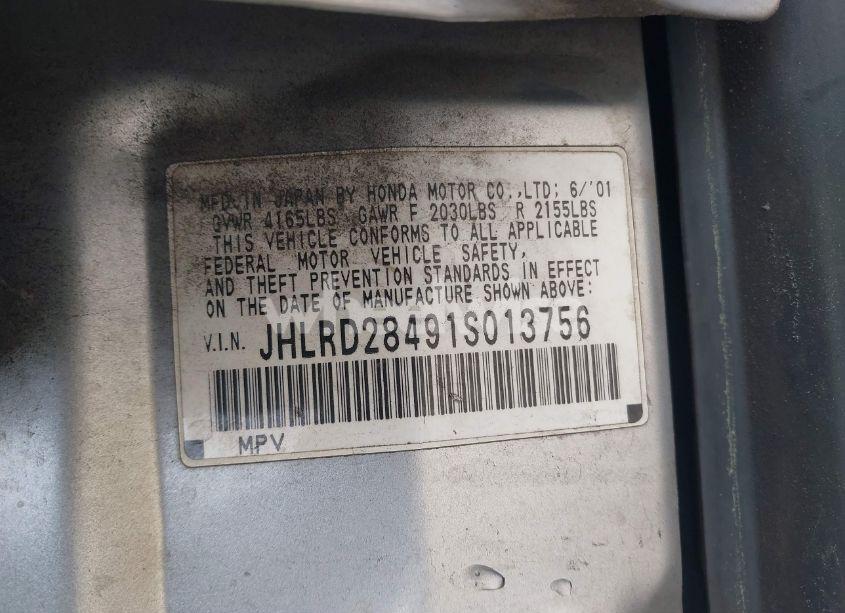 MFD. IN JAPAN BY HONDA MOTOR CO.,LTD; 6/'01
GVWR 4165LBS GAWR F 2030LBS R 2155LBS
THIS VEHICLE CONFORMS TO ALL APPLICABLE
FEDERAL MOTOR VEHICLE SAFETY,
AND THEFT PREVENTION STANDARDS IN EFFECT
ON THE DATE OF MANUFACTURE SHOWN ABOVE:
V.I.N. JHLRD28491S013756
MPV